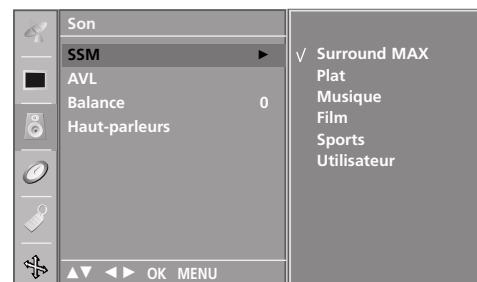 Son
SSM ►
AVL
Balance 0
Haut-parleurs
▲▼ ◄► OK MENU
√ Surround MAX
Plat
Musique
Film
Sports
Utilisateur